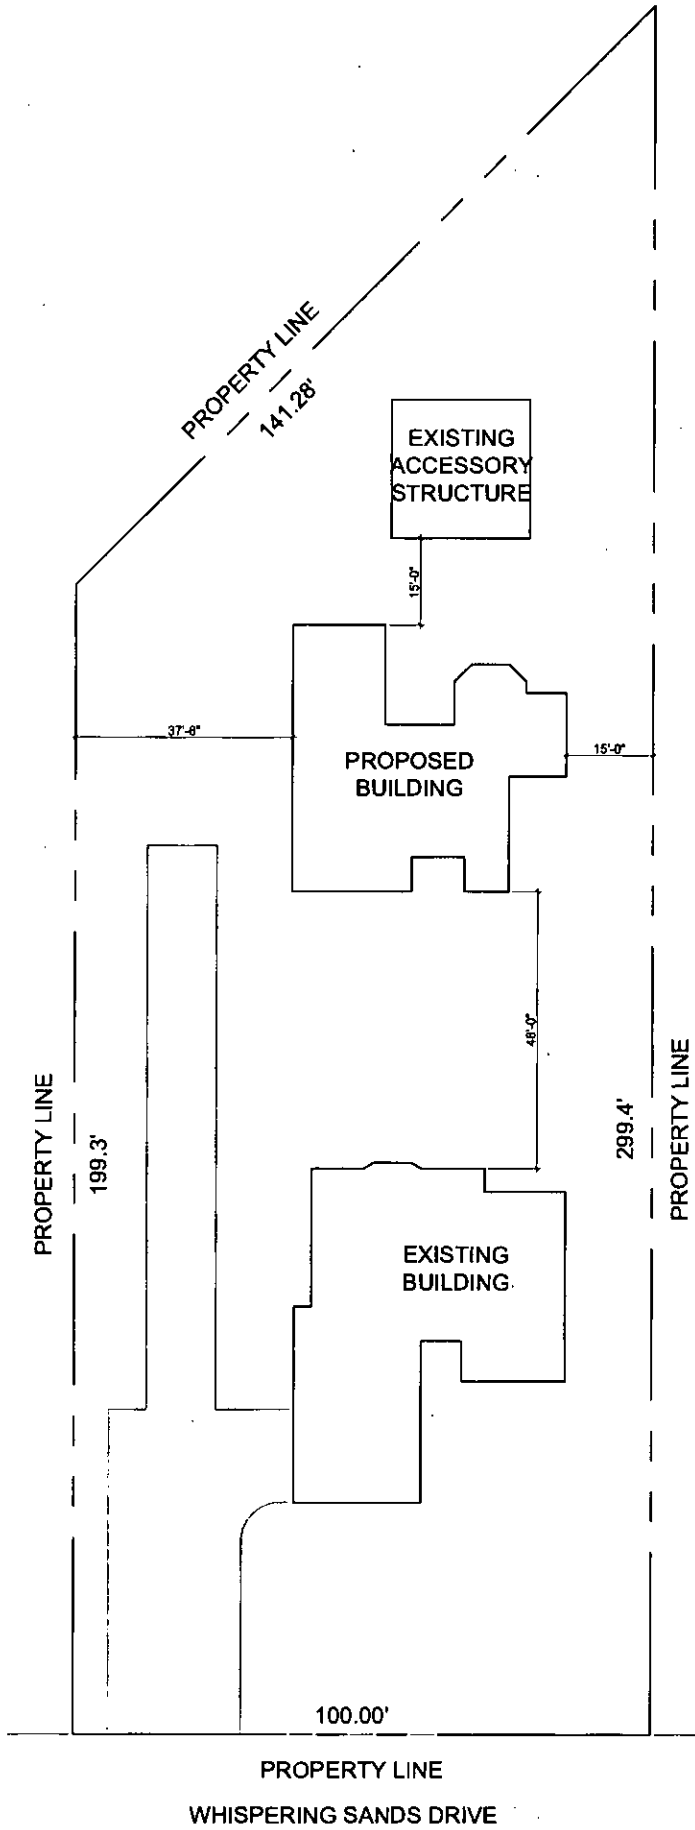 PROPERTY LINE
141.28'
EXISTING
ACCESSORY
STRUCTURE
15'-0"
37'-6"
PROPOSED
BUILDING
15'-0"
48'-0"
PROPERTY LINE
199.3'
299.4'
PROPERTY LINE
EXISTING
BUILDING
100.00'
PROPERTY LINE
WHISPERING SANDS DRIVE